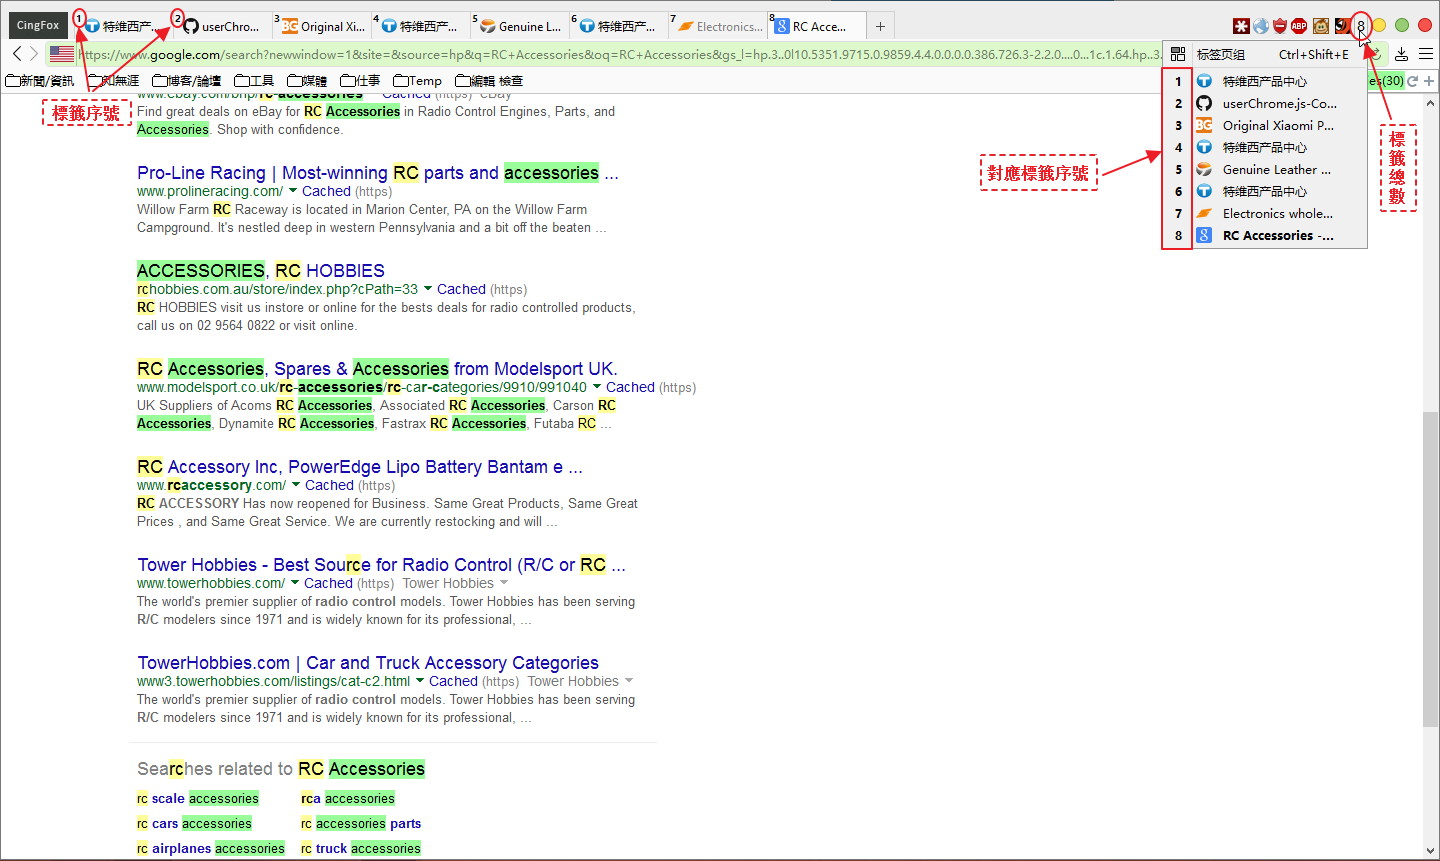 CingFox
1 特维西产...
2 userChro...
3 Original Xi...
4 特维西产...
5 Genuine L...
6 特维西产...
7 Electronics...
8 RC Acce...
ABP
8
https://www.google.com/search?newwindow=1&site=&source=hp&q=RC+Accessories&oq=RC+Accessories&gs_l=hp.3..0l10.5351.9715.0.9859.4.4.0.0.0.0.386.726.3-2.2.0....0...1c.1.64.hp..3.
新聞/資訊
知無涯
博客/論壇
工具
媒體
仕事
Temp
編輯 檢查
es(30)
标签页组 Ctrl+Shift+E
1 特维西产品中心
2 userChrome.js-Co...
3 Original Xiaomi P...
4 特维西产品中心
5 Genuine Leather ...
6 特维西产品中心
7 Electronics whole...
8 RC Accessories -...
標籤序號
對應標籤序號
標籤總數
www.ebay.com/bhp/rc-accessories Cached (https) eBay
Find great deals on eBay for RC Accessories in Radio Control Engines, Parts, and
Accessories. Shop with confidence.
Pro-Line Racing | Most-winning RC parts and accessories ...
www.prolineracing.com/ Cached (https)
Willow Farm RC Raceway is located in Marion Center, PA on the Willow Farm
Campground. It's nestled deep in western Pennsylvania and a bit off the beaten ...
ACCESSORIES, RC HOBBIES
rchobbies.com.au/store/index.php?cPath=33 Cached (https)
RC HOBBIES visit us instore or online for the bests deals for radio controlled products,
call us on 02 9564 0822 or visit online.
RC Accessories, Spares & Accessories from Modelsport UK.
www.modelsport.co.uk/rc-accessories/rc-car-categories/9910/991040 Cached (https)
UK Suppliers of Acoms RC Accessories, Associated RC Accessories, Carson RC
Accessories, Dynamite RC Accessories, Fastrax RC Accessories, Futaba RC ...
RC Accessory Inc, PowerEdge Lipo Battery Bantam e ...
www.rcaccessory.com/ Cached (https)
RC ACCESSORY Has now reopened for Business. Same Great Products, Same Great
Prices , and Same Great Service. We are currently restocking and will ...
Tower Hobbies - Best Source for Radio Control (R/C or RC ...
www.towerhobbies.com/ Cached (https) Tower Hobbies
The world's premier supplier of radio control models. Tower Hobbies has been serving
R/C modelers since 1971 and is widely known for its professional, ...
TowerHobbies.com | Car and Truck Accessory Categories
www3.towerhobbies.com/listings/cat-c2.html Cached (https) Tower Hobbies
The world's premier supplier of radio control models. Tower Hobbies has been serving
R/C modelers since 1971 and is widely known for its professional, ...
Searches related to RC Accessories
rc scale accessories
rca accessories
rc cars accessories
rc accessories parts
rc airplanes accessories
rc truck accessories